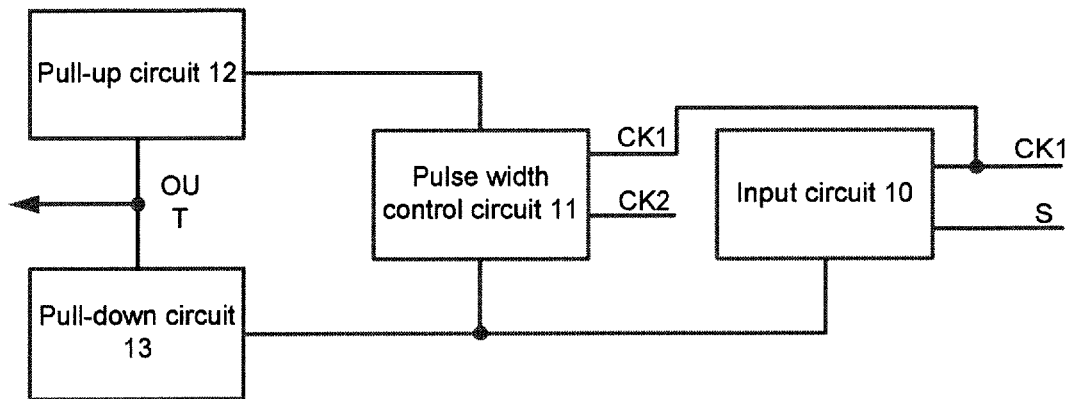 Pull-up circuit 12
OU
T
Pull-down circuit
13
CK1
Pulse width
control circuit 11
CK2
Input circuit 10
CK1
S